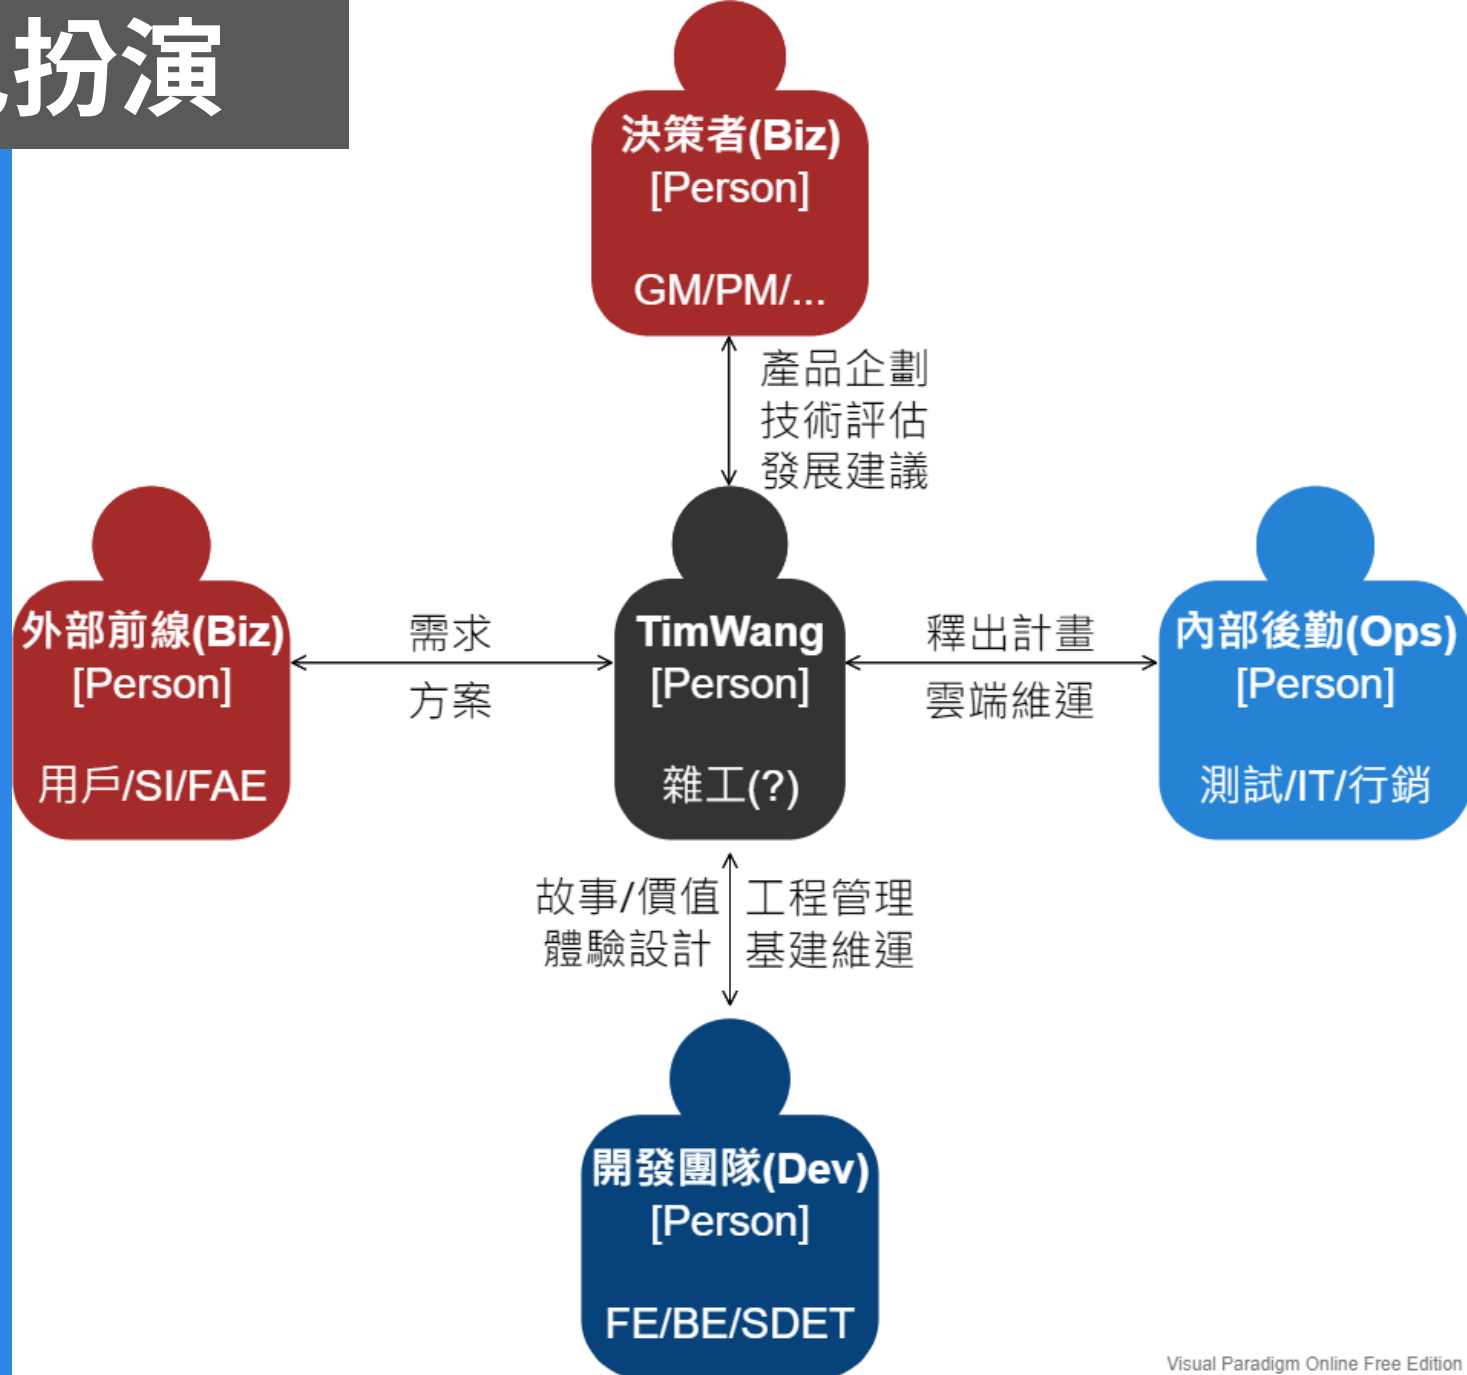 扮演
決策者(Biz)
[Person]
GM/PM/...
產品企劃
技術評估
發展建議
外部前線(Biz)
[Person]
用戶/SI/FAE
需求
方案
TimWang
[Person]
雜工(?)
釋出計畫
雲端維運
內部後勤(Ops)
[Person]
測試/IT/行銷
故事/價值
體驗設計
工程管理
基建維運
開發團隊(Dev)
[Person]
FE/BE/SDET
Visual Paradigm Online Free Edition